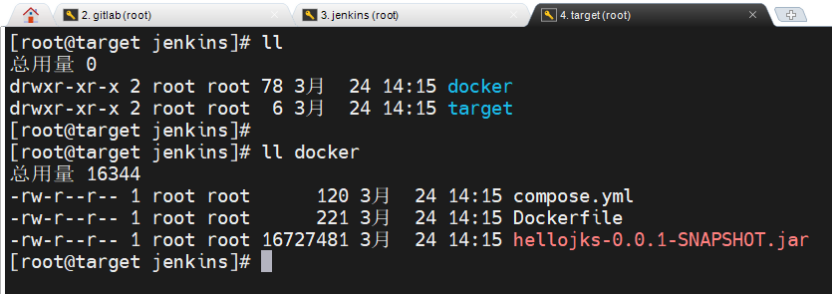 2. gitlab (root)
3. jenkins (root)
4. target (root)
[root@target jenkins]# ll
总用量 0
drwxr-xr-x 2 root root 78 3月  24 14:15 docker
drwxr-xr-x 2 root root  6 3月  24 14:15 target
[root@target jenkins]#
[root@target jenkins]# ll docker
总用量 16344
-rw-r--r-- 1 root root      120 3月  24 14:15 compose.yml
-rw-r--r-- 1 root root      221 3月  24 14:15 Dockerfile
-rw-r--r-- 1 root root 16727481 3月  24 14:15 hellojks-0.0.1-SNAPSHOT.jar
[root@target jenkins]#